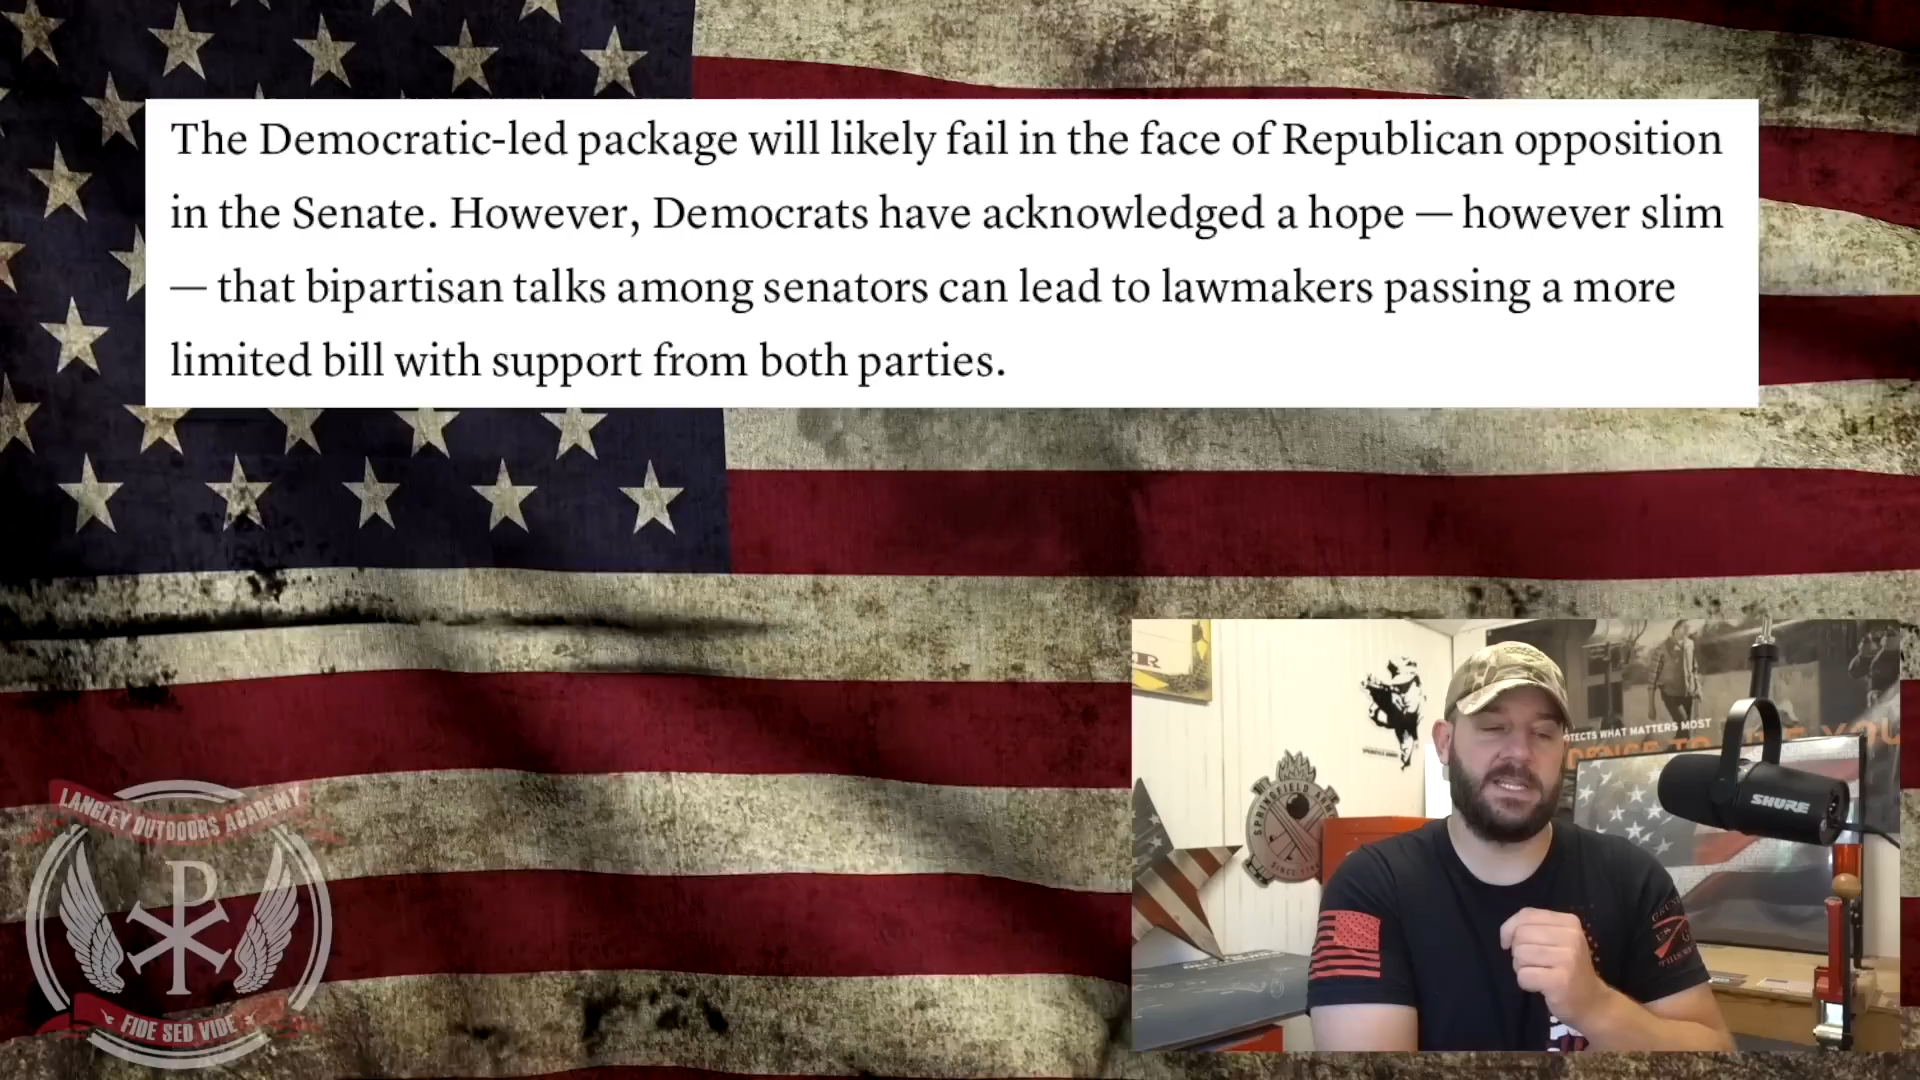 The Democratic-led package will likely fail in the face of Republican opposition
in the Senate. However, Democrats have acknowledged a hope — however slim
— that bipartisan talks among senators can lead to lawmakers passing a more
limited bill with support from both parties.
OTECTS WHAT MATTERS MOST
SHURE
SPRINGFIELD
SINCE
LANGLEY OUTDOORS ACADEMY
FIDE SED VIDE